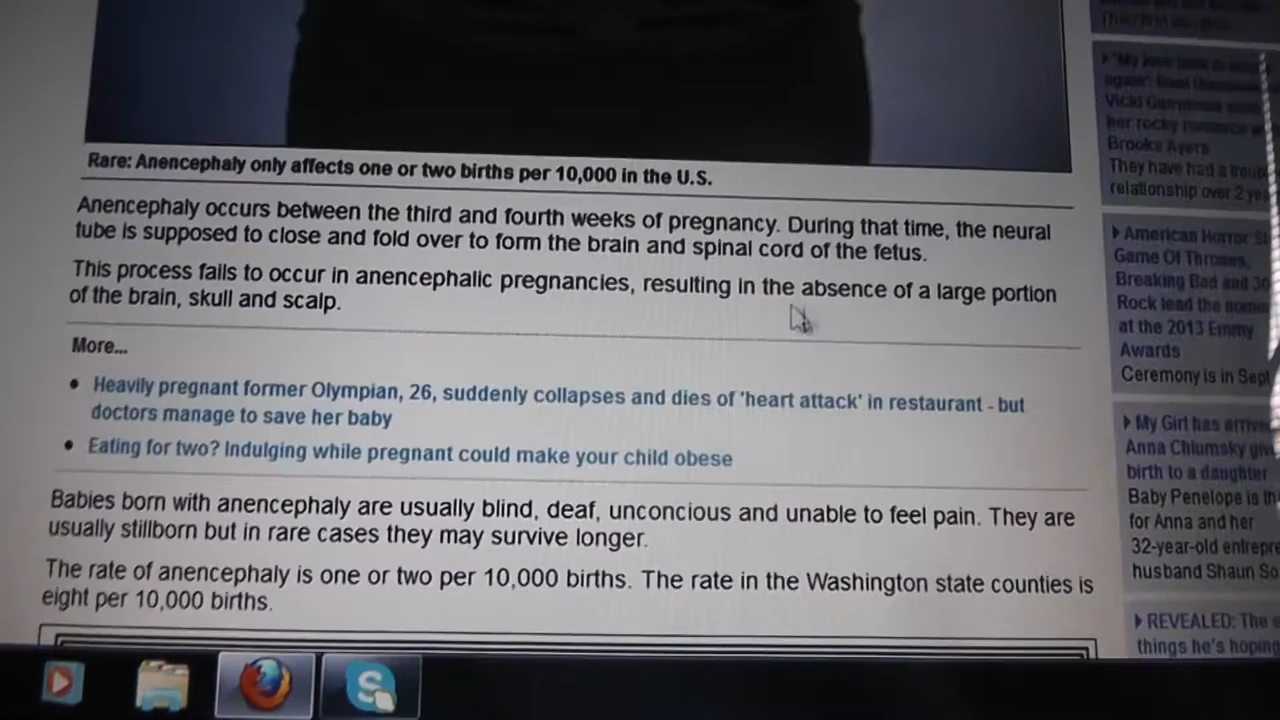 Rare: Anencephaly only affects one or two births per 10,000 in the U.S.
Anencephaly occurs between the third and fourth weeks of pregnancy. During that time, the neural
tube is supposed to close and fold over to form the brain and spinal cord of the fetus.
This process fails to occur in anencephalic pregnancies, resulting in the absence of a large portion
of the brain, skull and scalp.
More...
Heavily pregnant former Olympian, 26, suddenly collapses and dies of 'heart attack' in restaurant - but
doctors manage to save her baby
Eating for two? Indulging while pregnant could make your child obese
Babies born with anencephaly are usually blind, deaf, unconcious and unable to feel pain. They are
usually stillborn but in rare cases they may survive longer.
The rate of anencephaly is one or two per 10,000 births. The rate in the Washington state counties is
eight per 10,000 births.
again'
Vicki
her rocky
Brooks Ayers
They have had a
relationship over 2
American Horror
Game Of Thrones,
Breaking Bad and 30
Rock lead the
at the 2013 Emmy
Awards
Ceremony is in Sept
My Girl has
Anna Chlumsky
birth to a daughter
Baby Penelope is
for Anna and her
32-year-old
husband Shaun So
REVEALED: The
things he's hoping